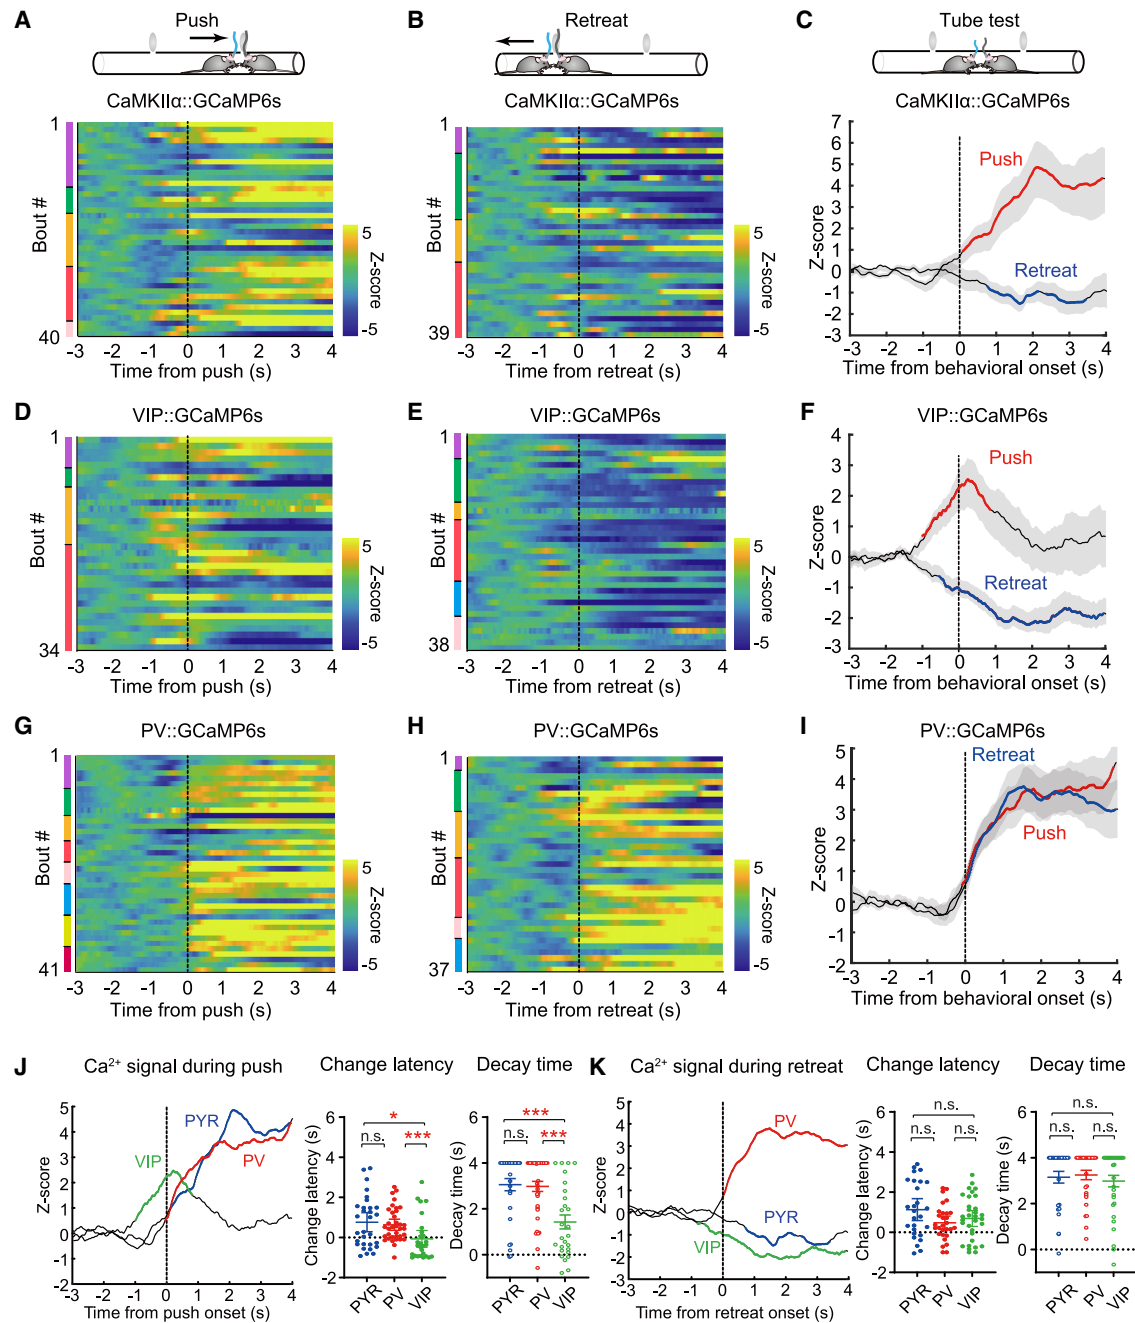 A
Push
CaMKIIα::GCaMP6s
1
Bout #
40
-3 -2 -1 0 1 2 3 4
Time from push (s)
5
Z-score
-5
B
Retreat
CaMKIIα::GCaMP6s
1
Bout #
39
-3 -2 -1 0 1 2 3 4
Time from retreat (s)
5
Z-score
-5
C
Tube test
CaMKIIα::GCaMP6s
7
6
5
4
3
2
1
0
-1
-2
-3
Z-score
Push
Retreat
-3 -2 -1 0 1 2 3 4
Time from behavioral onset (s)
D
VIP::GCaMP6s
1
Bout #
34
-3 -2 -1 0 1 2 3 4
Time from push (s)
5
Z-score
-5
E
VIP::GCaMP6s
1
Bout #
38
-3 -2 -1 0 1 2 3 4
Time from retreat (s)
5
Z-score
-5
F
VIP::GCaMP6s
4
3
2
1
0
-1
-2
-3
Z-score
Push
Retreat
-3 -2 -1 0 1 2 3 4
Time from behavioral onset (s)
G
PV::GCaMP6s
1
Bout #
41
-3 -2 -1 0 1 2 3 4
Time from push (s)
5
Z-score
-5
H
PV::GCaMP6s
1
Bout #
37
-3 -2 -1 0 1 2 3 4
Time from retreat (s)
5
Z-score
-5
I
PV::GCaMP6s
5
4
3
2
1
0
-1
-2
Z-score
Retreat
Push
-3 -2 -1 0 1 2 3 4
Time from behavioral onset (s)
J
Ca²⁺ signal during push
5
4
3
2
1
0
-1
-2
Z-score
PYR
VIP
PV
-3 -2 -1 0 1 2 3 4
Time from push onset (s)
Change latency
6
4
2
0
-2
Change latency (s)
*
n.s. ***
PYR PV VIP
Decay time
6
4
2
0
Decay time (s)
***
n.s. ***
PYR PV VIP
K
Ca²⁺ signal during retreat
5
4
3
2
1
0
-1
-2
-3
Z-score
PV
PYR
VIP
-3 -2 -1 0 1 2 3 4
Time from retreat onset (s)
Change latency
6
4
2
0
-2
Change latency (s)
n.s.
n.s. n.s.
PYR PV VIP
Decay time
6
4
2
0
Decay time (s)
n.s.
n.s. n.s.
PYR PV VIP